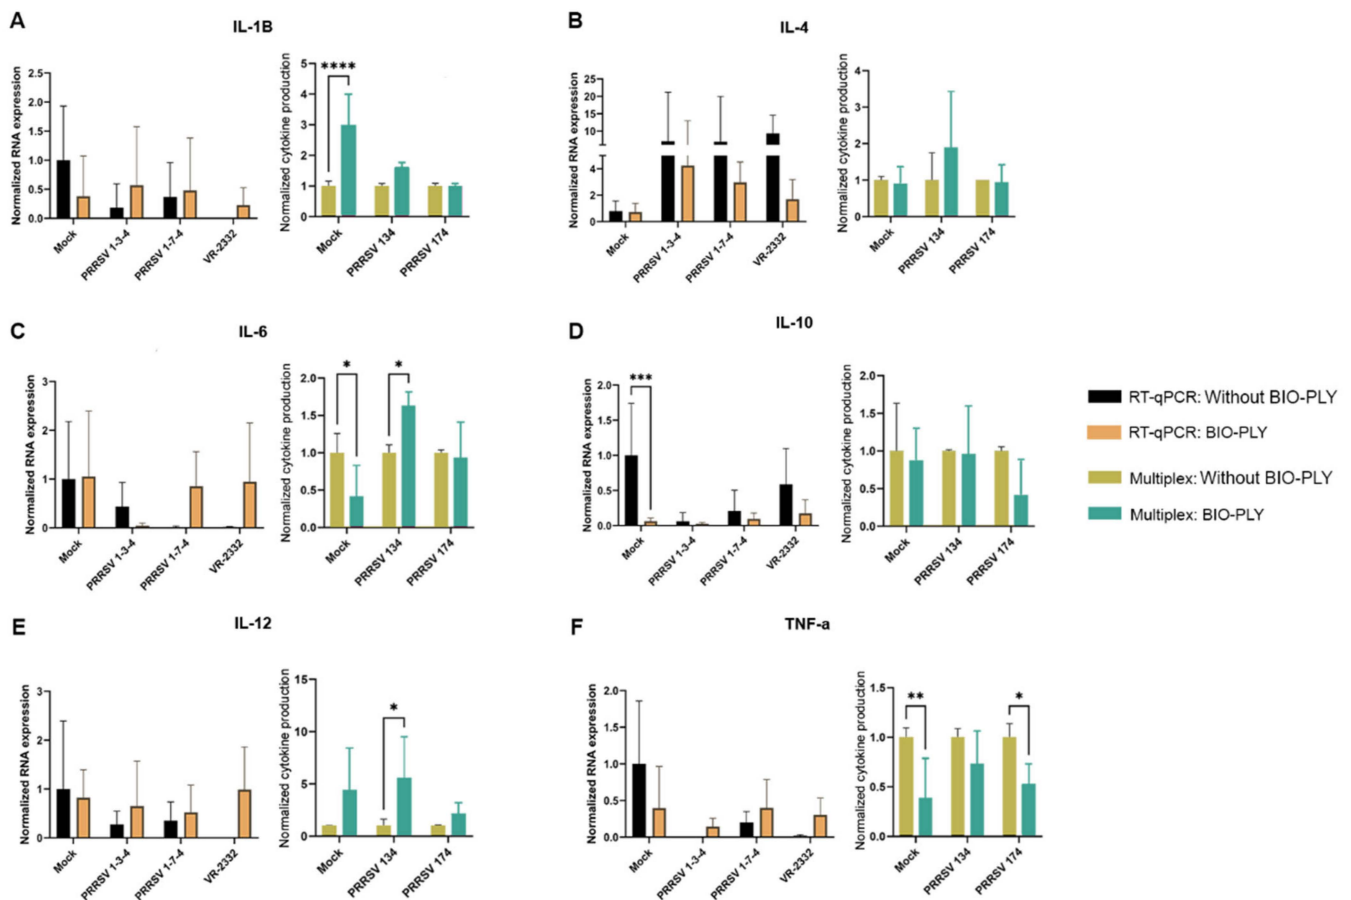 A
IL-1B
Normalized RNA expression
2.5
2.0
1.5
1.0
0.5
0.0
Mock
PRRSV 1-3-4
PRRSV 1-7-4
VR-2332
Normalized cytokine production
5
4
3
2
1
0
****
Mock
PRRSV 134
PRRSV 174
B
IL-4
Normalized RNA expression
25
20
15
10
4
2
0
Mock
PRRSV 1-3-4
PRRSV 1-7-4
VR-2332
Normalized cytokine production
4
3
2
1
0
Mock
PRRSV 134
PRRSV 174
C
IL-6
Normalized RNA expression
3
2
1
0
Mock
PRRSV 1-3-4
PRRSV 1-7-4
VR-2332
Normalized cytokine production
2.0
1.5
1.0
0.5
0.0
*
*
Mock
PRRSV 134
PRRSV 174
D
IL-10
Normalized RNA expression
2.0
1.5
1.0
0.5
0.0
***
Mock
PRRSV 1-3-4
PRRSV 1-7-4
VR-2332
Normalized cytokine production
2.0
1.5
1.0
0.5
0.0
Mock
PRRSV 134
PRRSV 174
RT-qPCR: Without BIO-PLY
RT-qPCR: BIO-PLY
Multiplex: Without BIO-PLY
Multiplex: BIO-PLY
E
IL-12
Normalized RNA expression
3
2
1
0
Mock
PRRSV 1-3-4
PRRSV 1-7-4
VR-2332
Normalized cytokine production
15
10
5
0
*
Mock
PRRSV 134
PRRSV 174
F
TNF-a
Normalized RNA expression
2.0
1.5
1.0
0.5
0.0
Mock
PRRSV 1-3-4
PRRSV 1-7-4
VR-2332
Normalized cytokine production
1.5
1.0
0.5
0.0
**
*
Mock
PRRSV 134
PRRSV 174